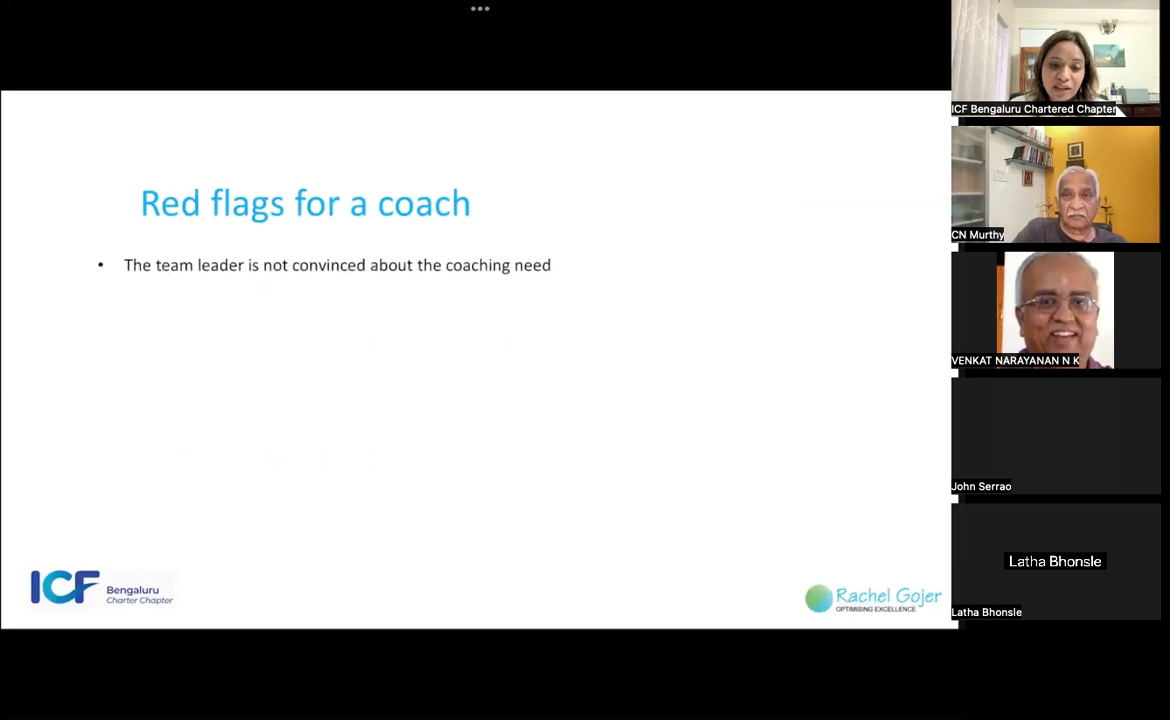 Red flags for a coach
• The team leader is not convinced about the coaching need
ICF Bengaluru
Charter Chapter
Rachel Gojer
OPTIMISING EXCELLENCE
ICF Bengaluru Chartered Chapter
CN Murthy
VENKAT NARAYANAN N K
John Serrao
Latha Bhonsle
Latha Bhonsle